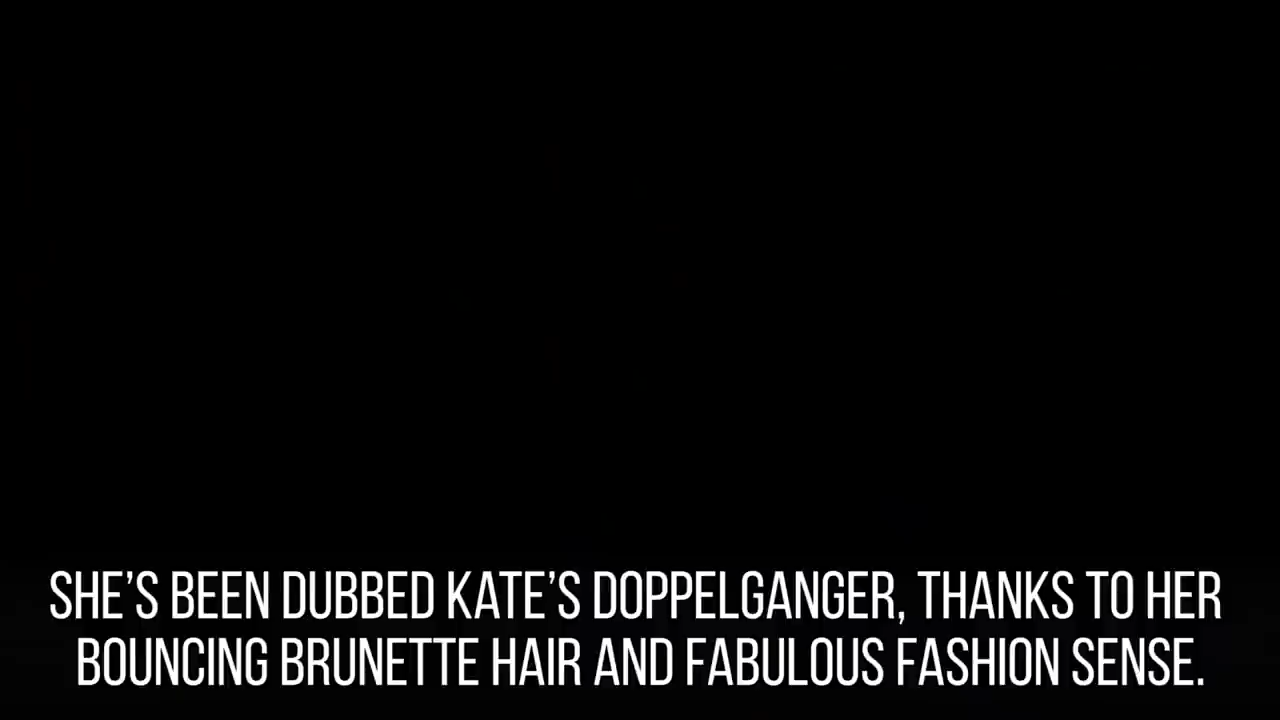 SHE’S BEEN DUBBED KATE’S DOPPELGANGER, THANKS TO HER
BOUNCING BRUNETTE HAIR AND FABULOUS FASHION SENSE.